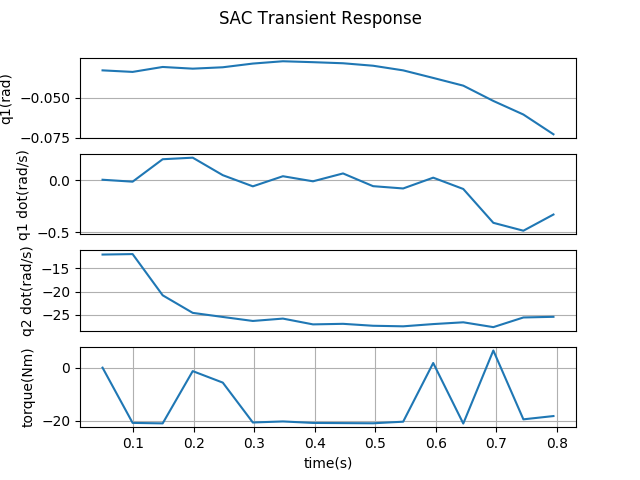 SAC Transient Response
q1(rad)
−0.050
−0.075
q1 dot(rad/s)
0.0
−0.5
q2 dot(rad/s)
−15
−20
−25
torque(Nm)
0
−20
0.1 0.2 0.3 0.4 0.5 0.6 0.7 0.8
time(s)